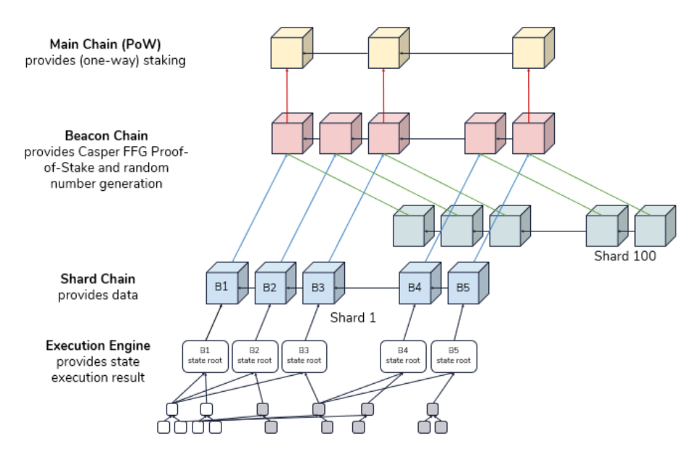 Main Chain (PoW)
provides (one-way) staking
Beacon Chain
provides Casper FFG Proof-
of-Stake and random
number generation
Shard 100
Shard Chain
provides data
B1
B2
B3
B4
B5
Shard 1
Execution Engine
provides state
execution result
B1
state root
B2
state root
B3
state root
B4
state root
B5
state root